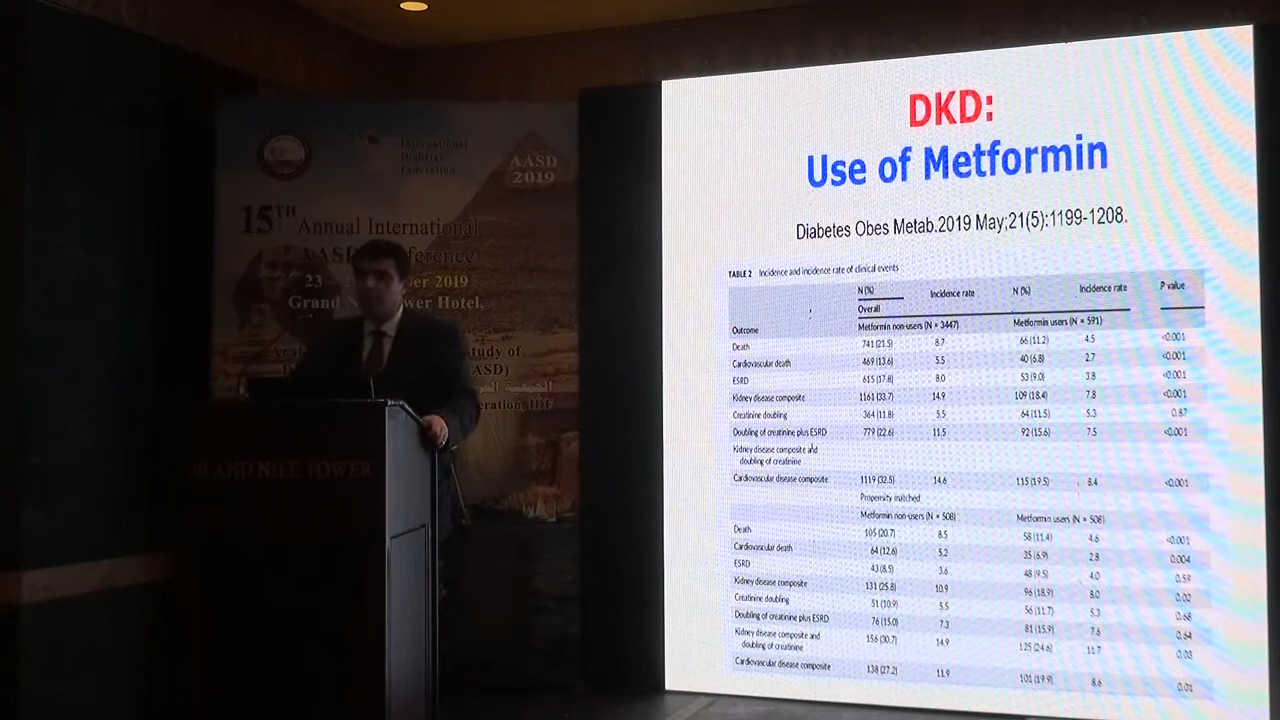 International
Diabetes
Federation
AASD
2019
15TH Annual International
23
2019
Grand
Hotel,
GRAND NILE TOWER
DKD:
Use of Metformin
Diabetes Obes Metab.2019 May;21(5):1199-1208.
TABLE 2 Incidence and incidence rate of clinical events
N (%) Incidence rate N (%) Incidence rate P value
Overall
Outcome Metformin non-users (N = 3447) Metformin users (N = 591)
Death 741 (21.5) 8.7 66 (11.2) 4.5 <0.001
Cardiovascular death 469 (13.6) 5.5 40 (6.8) 2.7 <0.001
ESRD 615 (17.8) 8.0 53 (9.0) 3.8 <0.001
Kidney disease composite 1161 (33.7) 14.9 109 (18.4) 7.8 <0.001
Creatinine doubling 364 (11.8) 5.5 64 (11.5) 5.3 0.87
Doubling of creatinine plus ESRD 779 (22.6) 11.5 92 (15.6) 7.5 <0.001
Kidney disease composite and
doubling of creatinine
Cardiovascular disease composite 1119 (32.5) 14.6 115 (19.5) 8.4 <0.001
Propensity matched
Metformin non-users (N = 508) Metformin users (N = 508)
Death 105 (20.7) 8.5 58 (11.4) 4.6 <0.001
Cardiovascular death 64 (12.6) 5.2 35 (6.9) 2.8 0.004
ESRD 43 (8.5) 3.6 48 (9.5) 4.0 0.59
Kidney disease composite 131 (25.8) 10.9 96 (18.9) 8.0 0.02
Creatinine doubling 51 (10.9) 5.5 56 (11.7) 5.3 0.68
Doubling of creatinine plus ESRD 76 (15.0) 7.3 81 (15.9) 7.6 0.64
Kidney disease composite and
doubling of creatinine 156 (30.7) 14.9 125 (24.6) 11.7 0.03
Cardiovascular disease composite 138 (27.2) 11.9 101 (19.9) 8.6 0.01